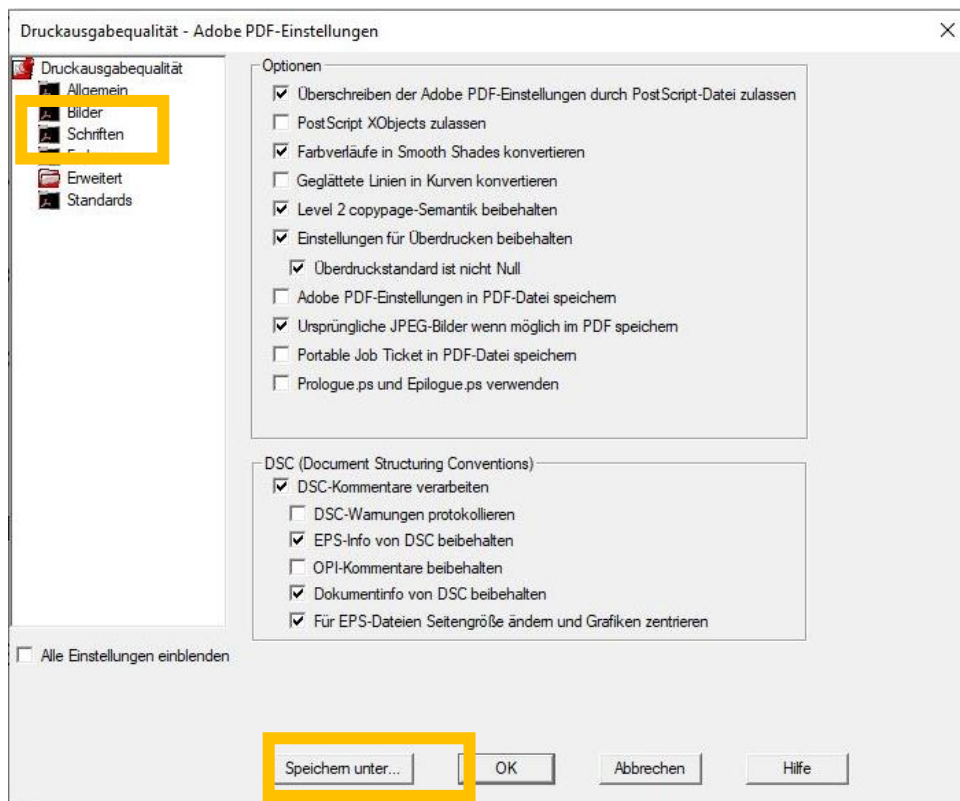 Druckausgabequalität - Adobe PDF-Einstellungen
Druckausgabequalität
Allgemein
Bilder
Schriften
Erweitert
Standards
Alle Einstellungen einblenden
Optionen
Überschreiben der Adobe PDF-Einstellungen durch PostScript-Datei zulassen
PostScript XObjects zulassen
Farbverläufe in Smooth Shades konvertieren
Geglättete Linien in Kurven konvertieren
Level 2 copypage-Semantik beibehalten
Einstellungen für Überdrucken beibehalten
Überdruckstandard ist nicht Null
Adobe PDF-Einstellungen in PDF-Datei speichern
Ursprüngliche JPEG-Bilder wenn möglich im PDF speichern
Portable Job Ticket in PDF-Datei speichern
Prologue.ps und Epilogue.ps verwenden
DSC (Document Structuring Conventions)
DSC-Kommentare verarbeiten
DSC-Warnungen protokollieren
EPS-Info von DSC beibehalten
OPI-Kommentare beibehalten
Dokumentinfo von DSC beibehalten
Für EPS-Dateien Seitengröße ändern und Grafiken zentrieren
Speichern unter... OK Abbrechen Hilfe